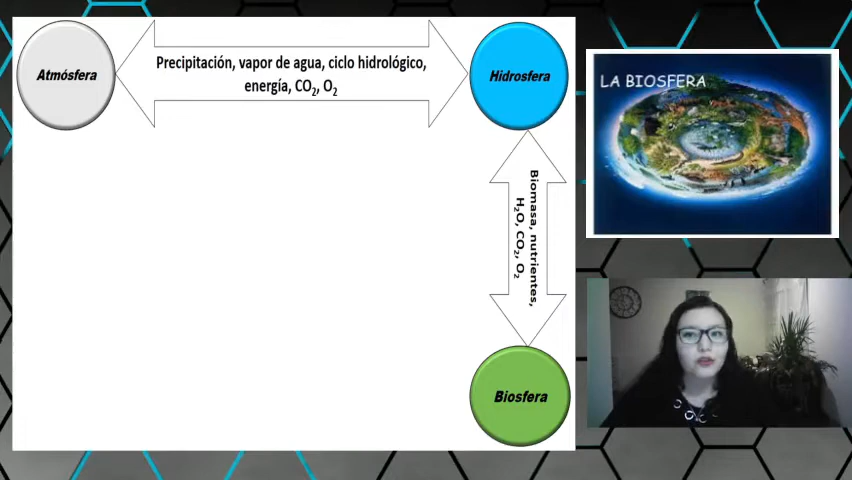 Atmósfera
Precipitación, vapor de agua, ciclo hidrológico,
energía, CO₂, O₂
Hidrosfera
LA BIOSFERA
Biomasa, nutrientes,
H₂O, CO₂, O₂
Biosfera